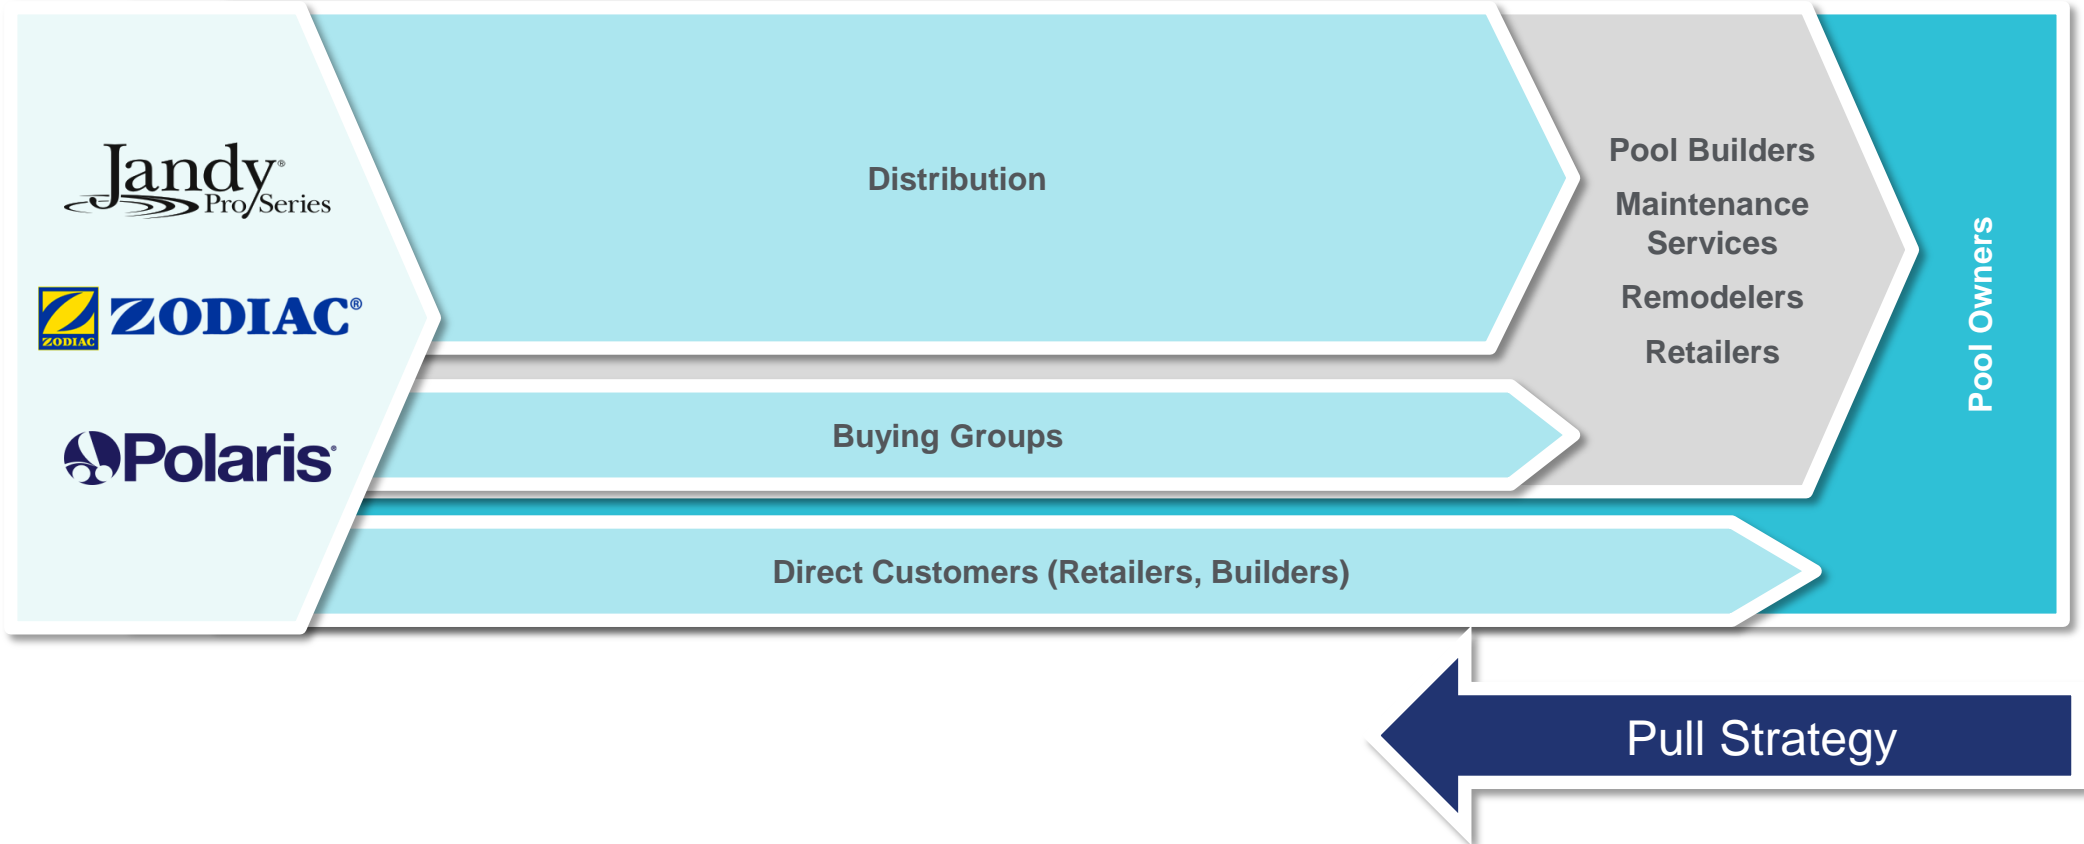 Jandy®
Pro Series
ZODIAC
ZODIAC®
Polaris
Distribution
Buying Groups
Direct Customers (Retailers, Builders)
Pool Builders
Maintenance
Services
Remodelers
Retailers
Pool Owners
Pull Strategy